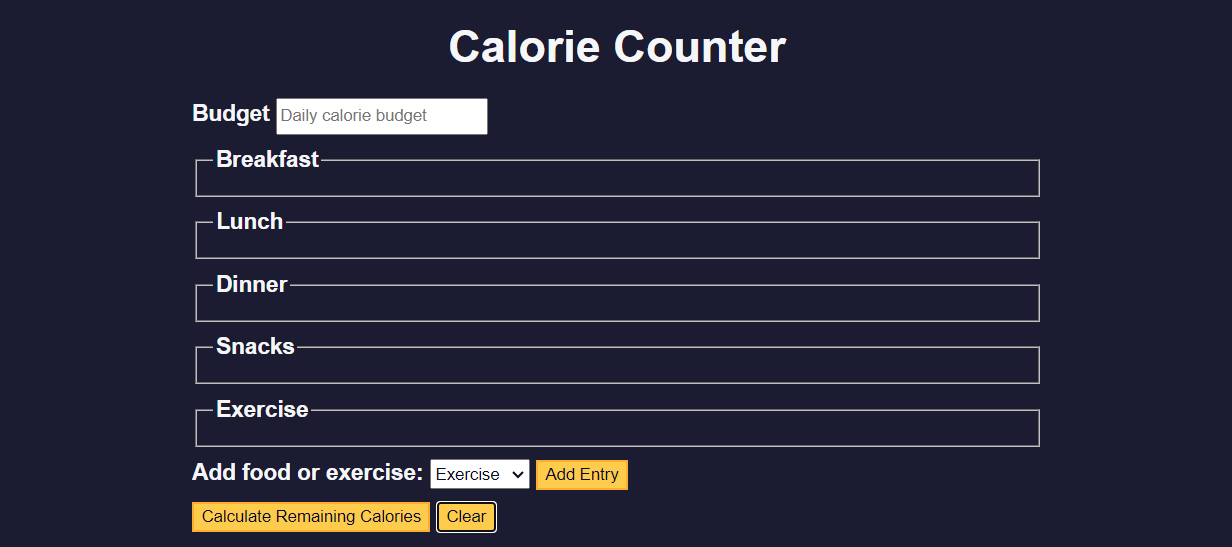 Calorie Counter
Budget Daily calorie budget
Breakfast
Lunch
Dinner
Snacks
Exercise
Add food or exercise: Exercise Add Entry
Calculate Remaining Calories Clear